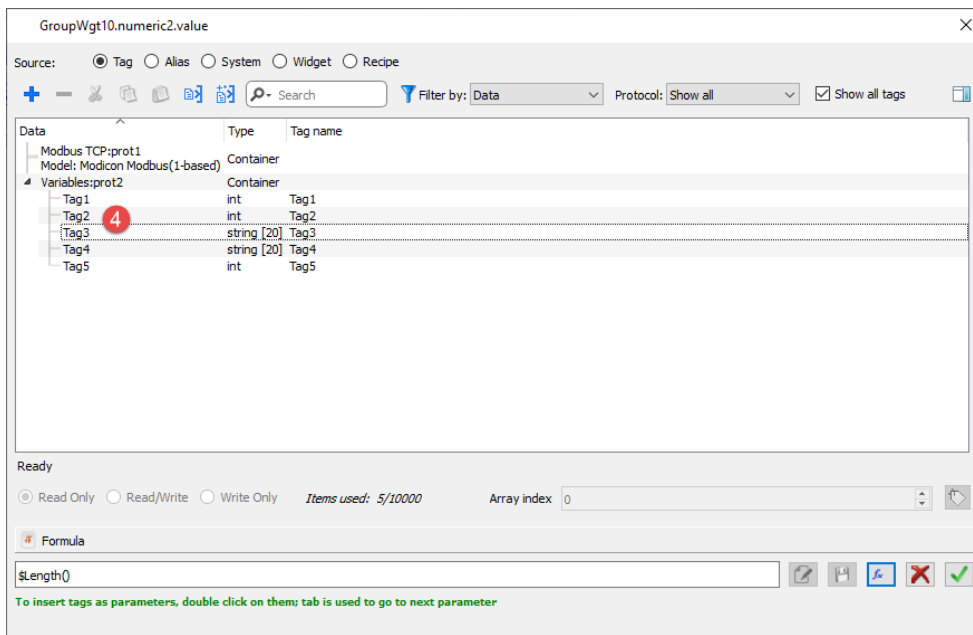 GroupWgt10.numeric2.value
Source: Tag Alias System Widget Recipe
Search Filter by: Data Protocol: Show all Show all tags
Data Type Tag name
Modbus TCP:prot1
Model: Modicon Modbus(1-based) Container
Variables:prot2 Container
Tag1 int Tag1
Tag2 int Tag2
4
Tag3 string [20] Tag3
Tag4 string [20] Tag4
Tag5 int Tag5
Ready
Read Only Read/Write Write Only Items used: 5/10000 Array index 0
Formula
$Length()
fx
To insert tags as parameters, double click on them; tab is used to go to next parameter